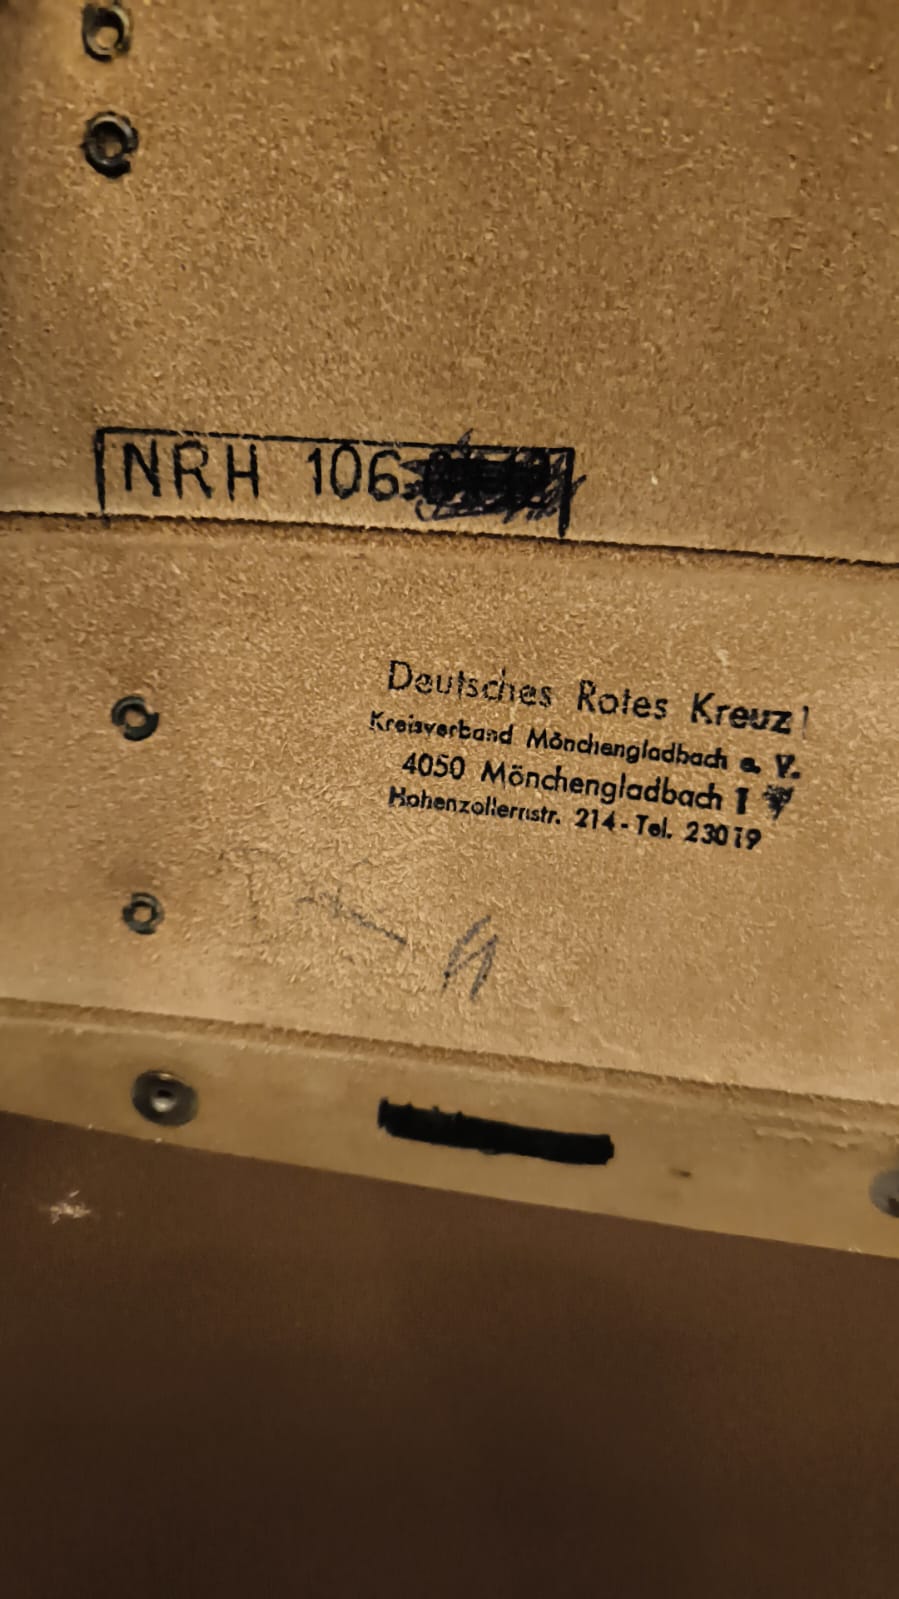 NRH 106
Deutsches Rotes Kreuz
Kreisverband Mönchengladbach e. V.
4050 Mönchengladbach 1
Hohenzollernstr. 214 - Tel. 23019